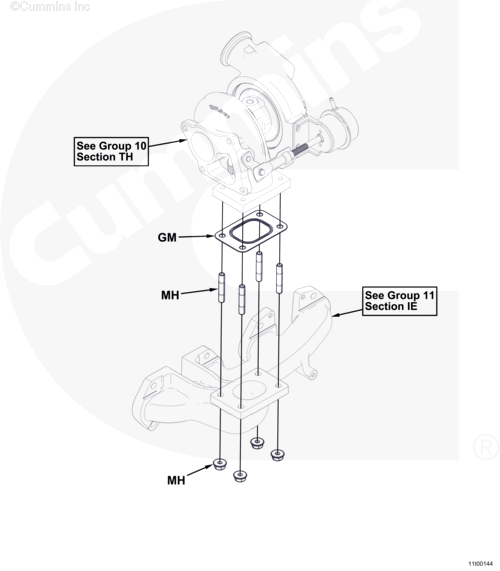 ©Cummins Inc
Cummins
®
See Group 10
Section TH
GM
MH
See Group 11
Section IE
MH
11t00144